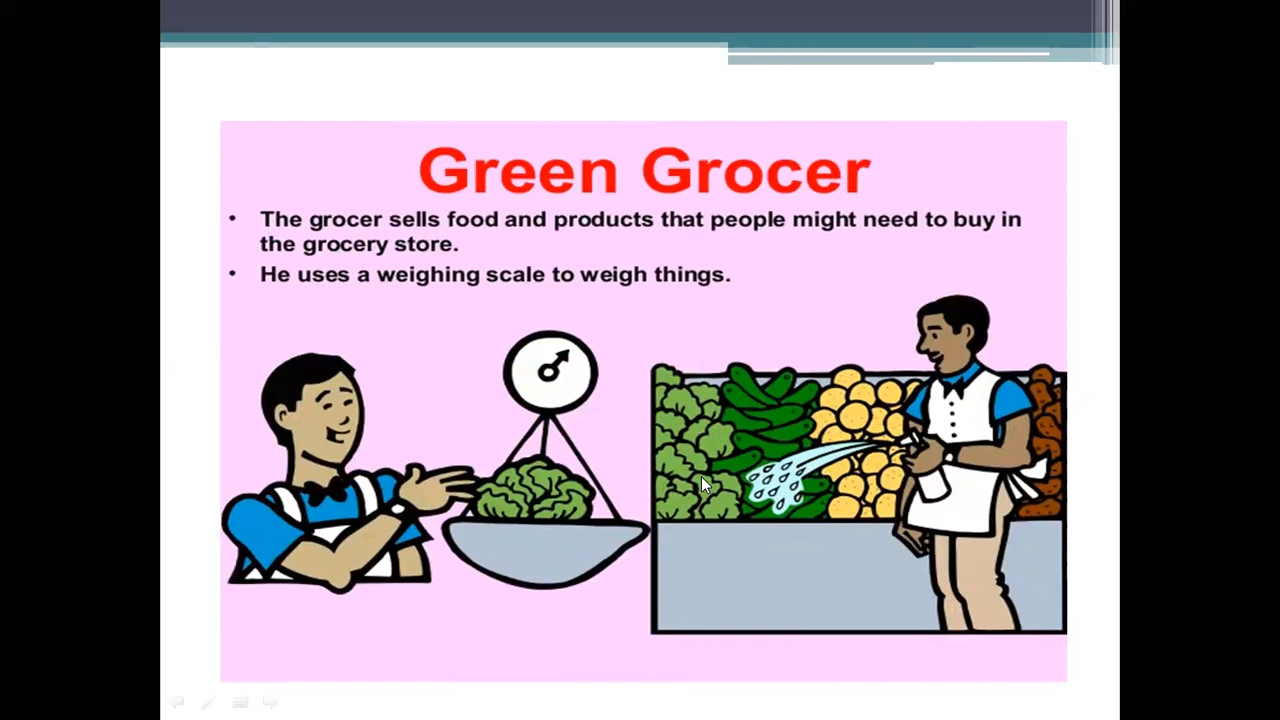 Green Grocer
• The grocer sells food and products that people might need to buy in
the grocery store.
• He uses a weighing scale to weigh things.